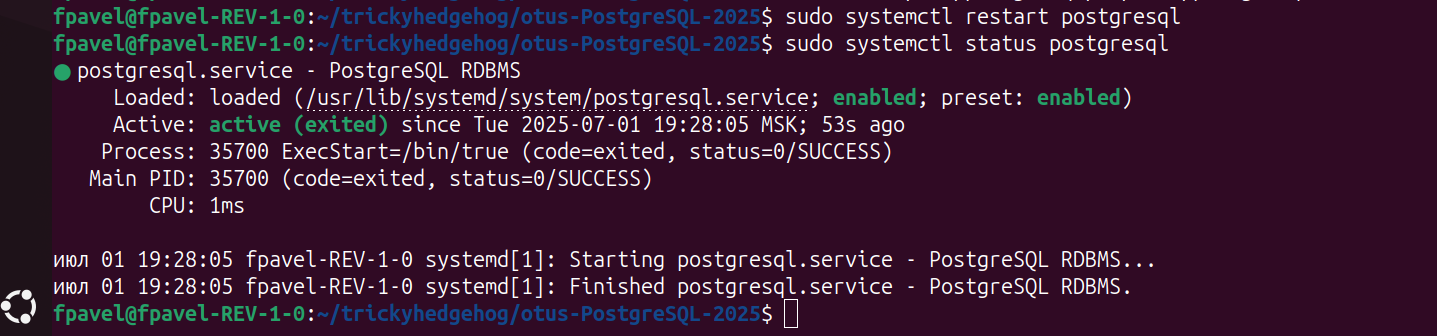 fpavel@fpavel-REV-1-0:~/trickyhedgehog/otus-PostgreSQL-2025$ sudo systemctl restart postgresql
fpavel@fpavel-REV-1-0:~/trickyhedgehog/otus-PostgreSQL-2025$ sudo systemctl status postgresql
● postgresql.service - PostgreSQL RDBMS
Loaded: loaded (/usr/lib/systemd/system/postgresql.service; enabled; preset: enabled)
Active: active (exited) since Tue 2025-07-01 19:28:05 MSK; 53s ago
Process: 35700 ExecStart=/bin/true (code=exited, status=0/SUCCESS)
Main PID: 35700 (code=exited, status=0/SUCCESS)
CPU: 1ms
июл 01 19:28:05 fpavel-REV-1-0 systemd[1]: Starting postgresql.service - PostgreSQL RDBMS...
июл 01 19:28:05 fpavel-REV-1-0 systemd[1]: Finished postgresql.service - PostgreSQL RDBMS.
fpavel@fpavel-REV-1-0:~/trickyhedgehog/otus-PostgreSQL-2025$